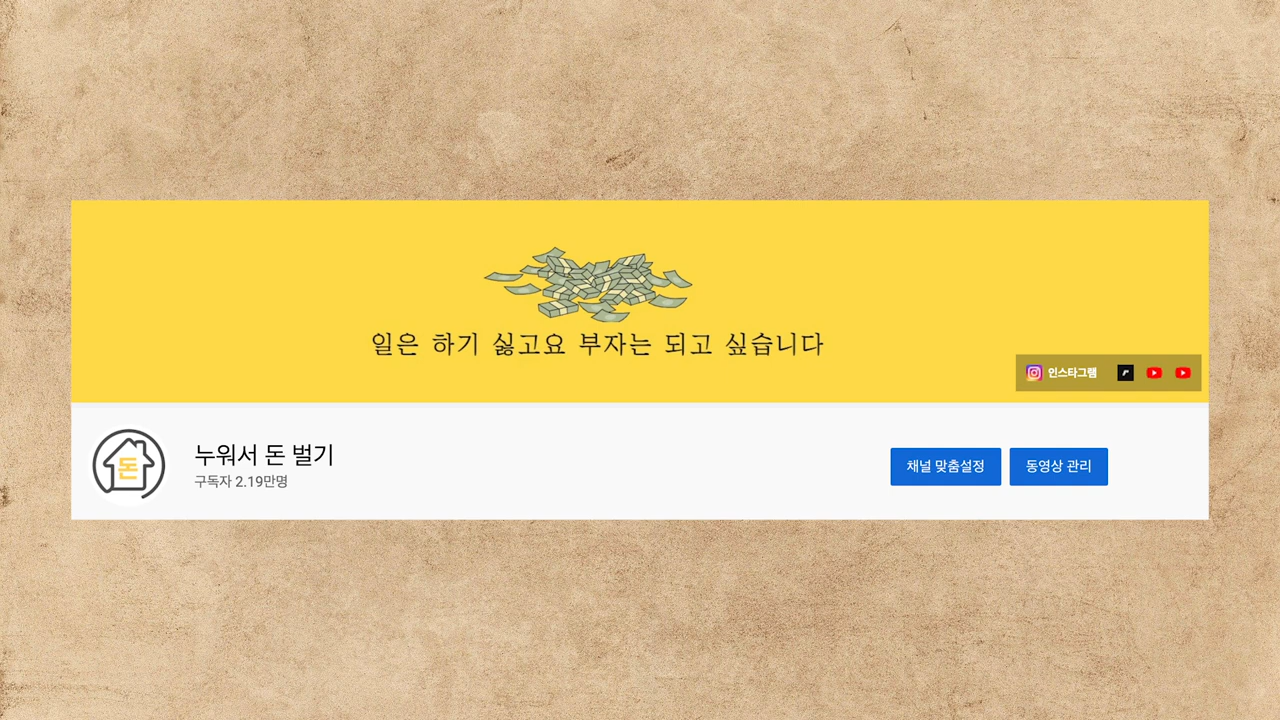 일은 하기 싫고요 부자는 되고 싶습니다
인스타그램
돈
누워서 돈 벌기
구독자 2.19만명
채널 맞춤설정
동영상 관리